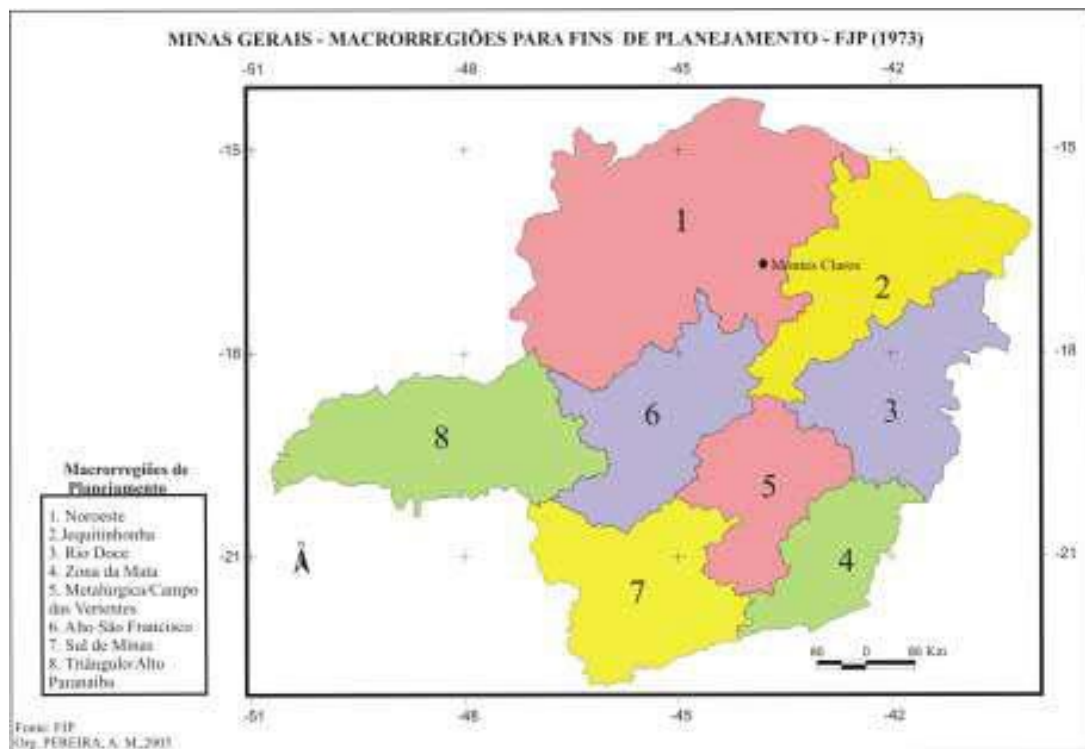 MINAS GERAIS - MACRORREGIÕES PARA FINS DE PLANEJAMENTO - FJP (1973)
-51 -48 -45 -42
-15 -15
1
Montes Claros
2
-18 -18
3
6
8
5
Macrorregiões de
Planejamento
1. Noroeste
2.Jequitinhonha
3. Rio Doce
4. Zona da Mata
5. Metalúrgica/Campo
das Vertentes
6. Alto São Francisco
7. Sul de Minas
8. Triângulo/Alto
Paranaíba
-21 -21
4
7
80 0 80 Km
-51 -48 -45 -42
Fonte: FJP
Org. PEREIRA, A. M.,2005